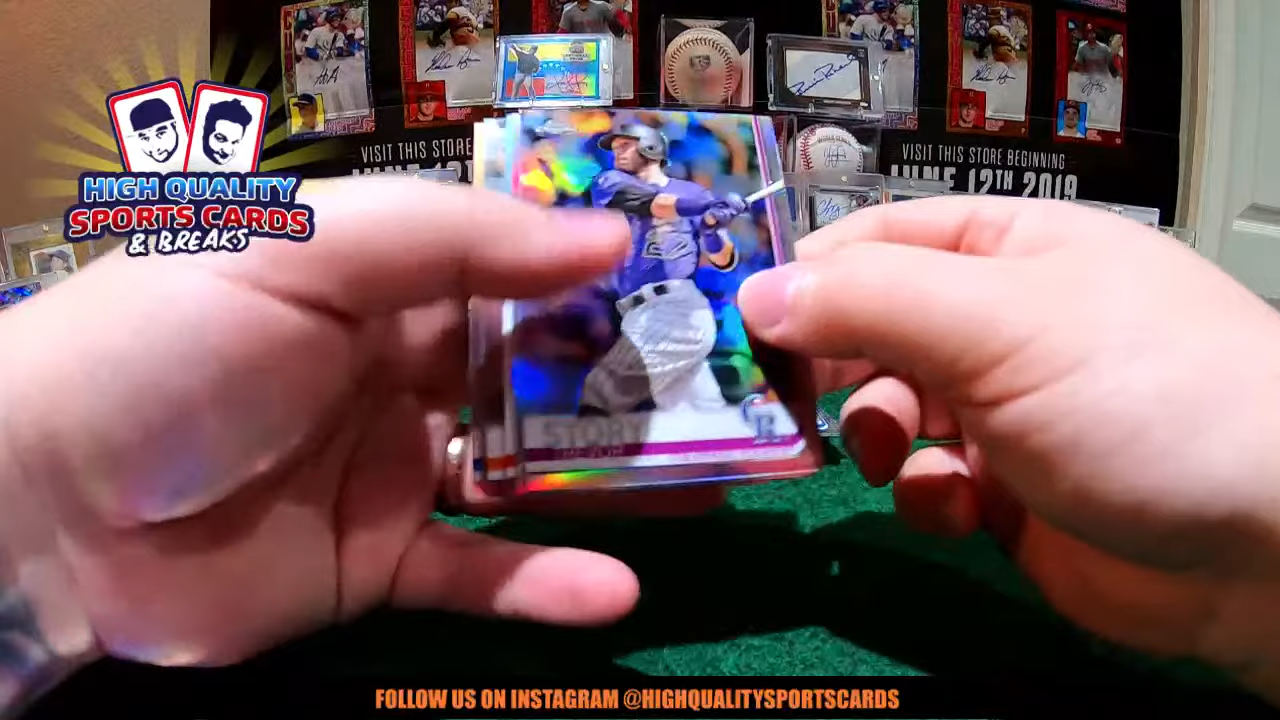 VISIT THIS STORE
VISIT THIS STORE BEGINNING
JUNE 12TH 2019
HIGH QUALITY
SPORTS CARDS
& BREAKS
STORY
TREVOR
FOLLOW US ON INSTAGRAM @HIGHQUALITYSPORTSCARDS